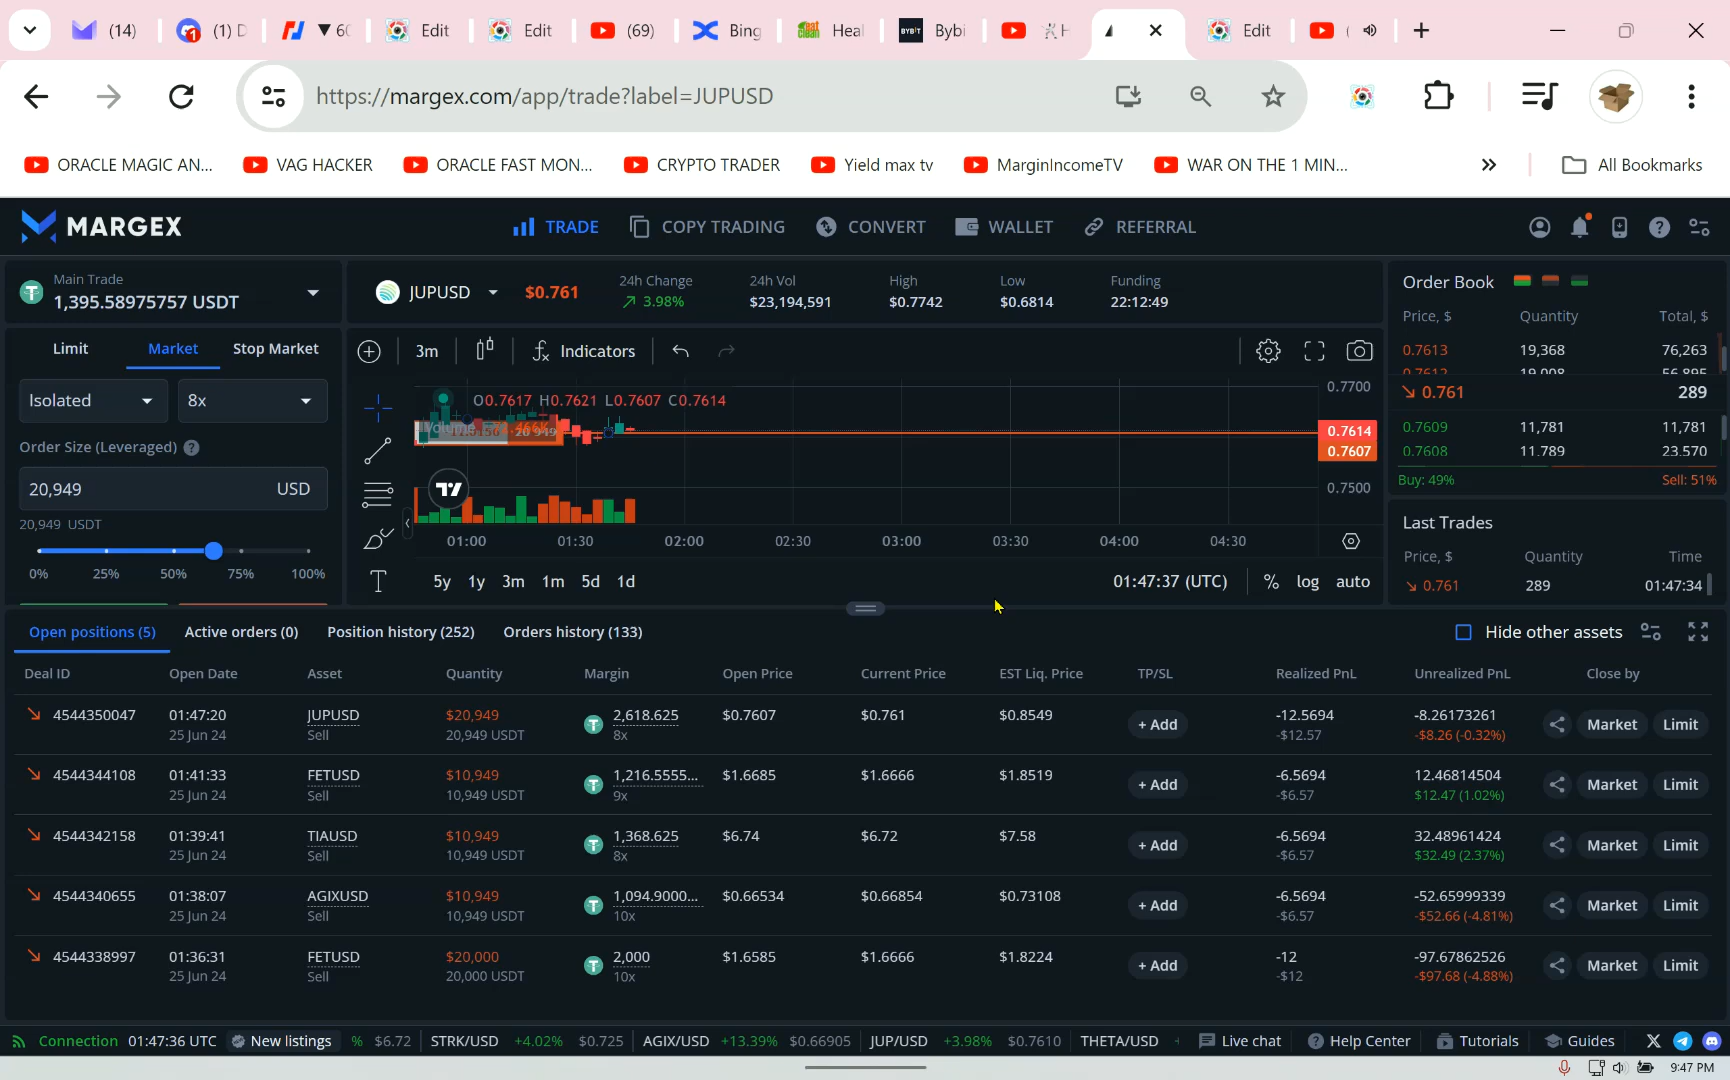 (14)
(1) D
▼ 60
Edit
Edit
(69)
Bing
Heal
Bybi
H
Edit
(
https://margex.com/app/trade?label=JUPUSD
ORACLE MAGIC AN...
VAG HACKER
ORACLE FAST MON...
CRYPTO TRADER
Yield max tv
MarginIncomeTV
WAR ON THE 1 MIN...
All Bookmarks
MARGEX
TRADE
COPY TRADING
CONVERT
WALLET
REFERRAL
Main Trade
1,395.58975757 USDT
JUPUSD
$0.761
24h Change
3.98%
24h Vol
$23,194,591
High
$0.7742
Low
$0.6814
Funding
22:12:49
Order Book
Price, $ Quantity Total, $
0.7613 19,368 76,263
0.7612 19,008 56,895
0.761 289
0.7609 11,781 11,781
0.7608 11,789 23,570
Buy: 49% Sell: 51%
Limit Market Stop Market
Isolated 8x
Order Size (Leveraged)
20,949 USD
20,949 USDT
0% 25% 50% 75% 100%
3m Indicators
O0.7617 H0.7621 L0.7607 C0.7614
20 949
0.7700
0.7614
0.7607
0.7500
01:00 01:30 02:00 02:30 03:00 03:30 04:00 04:30
5y 1y 3m 1m 5d 1d
01:47:37 (UTC) % log auto
Last Trades
Price, $ Quantity Time
0.761 289 01:47:34
Open positions (5) Active orders (0) Position history (252) Orders history (133)
Hide other assets
Deal ID Open Date Asset Quantity Margin Open Price Current Price EST Liq. Price TP/SL Realized PnL Unrealized PnL Close by
4544350047 01:47:20 JUPUSD $20,949 2,618.625 $0.7607 $0.761 $0.8549 + Add -12.5694 -8.26173261 Market Limit
25 Jun 24 Sell 20,949 USDT 8x -$12.57 -$8.26 (-0.32%)
4544344108 01:41:33 FETUSD $10,949 1,216.5555... $1.6685 $1.6666 $1.8519 + Add -6.5694 12.46814504 Market Limit
25 Jun 24 Sell 10,949 USDT 9x -$6.57 $12.47 (1.02%)
4544342158 01:39:41 TIAUSD $10,949 1,368.625 $6.74 $6.72 $7.58 + Add -6.5694 32.48961424 Market Limit
25 Jun 24 Sell 10,949 USDT 8x -$6.57 $32.49 (2.37%)
4544340655 01:38:07 AGIXUSD $10,949 1,094.9000... $0.66534 $0.66854 $0.73108 + Add -6.5694 -52.65999339 Market Limit
25 Jun 24 Sell 10,949 USDT 10x -$6.57 -$52.66 (-4.81%)
4544338997 01:36:31 FETUSD $20,000 2,000 $1.6585 $1.6666 $1.8224 + Add -12 -97.67862526 Market Limit
25 Jun 24 Sell 20,000 USDT 10x -$12 -$97.68 (-4.88%)
Connection 01:47:36 UTC New listings % $6.72 STRK/USD +4.02% $0.725 AGIX/USD +13.39% $0.66905 JUP/USD +3.98% $0.7610 THETA/USD Live chat Help Center Tutorials Guides
9:47 PM